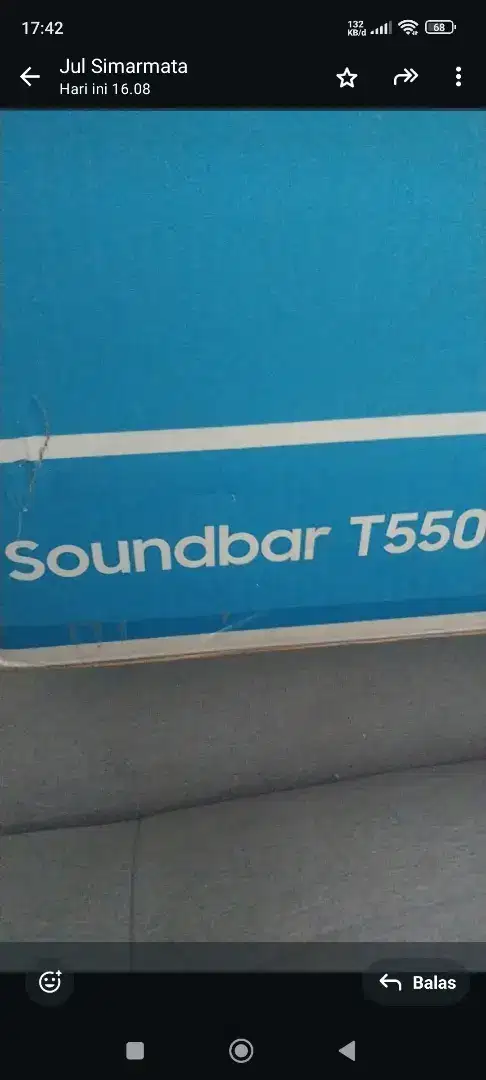 17:42
132
KB/d
68
Jul Simarmata
Hari ini 16.08
Soundbar T550
Balas